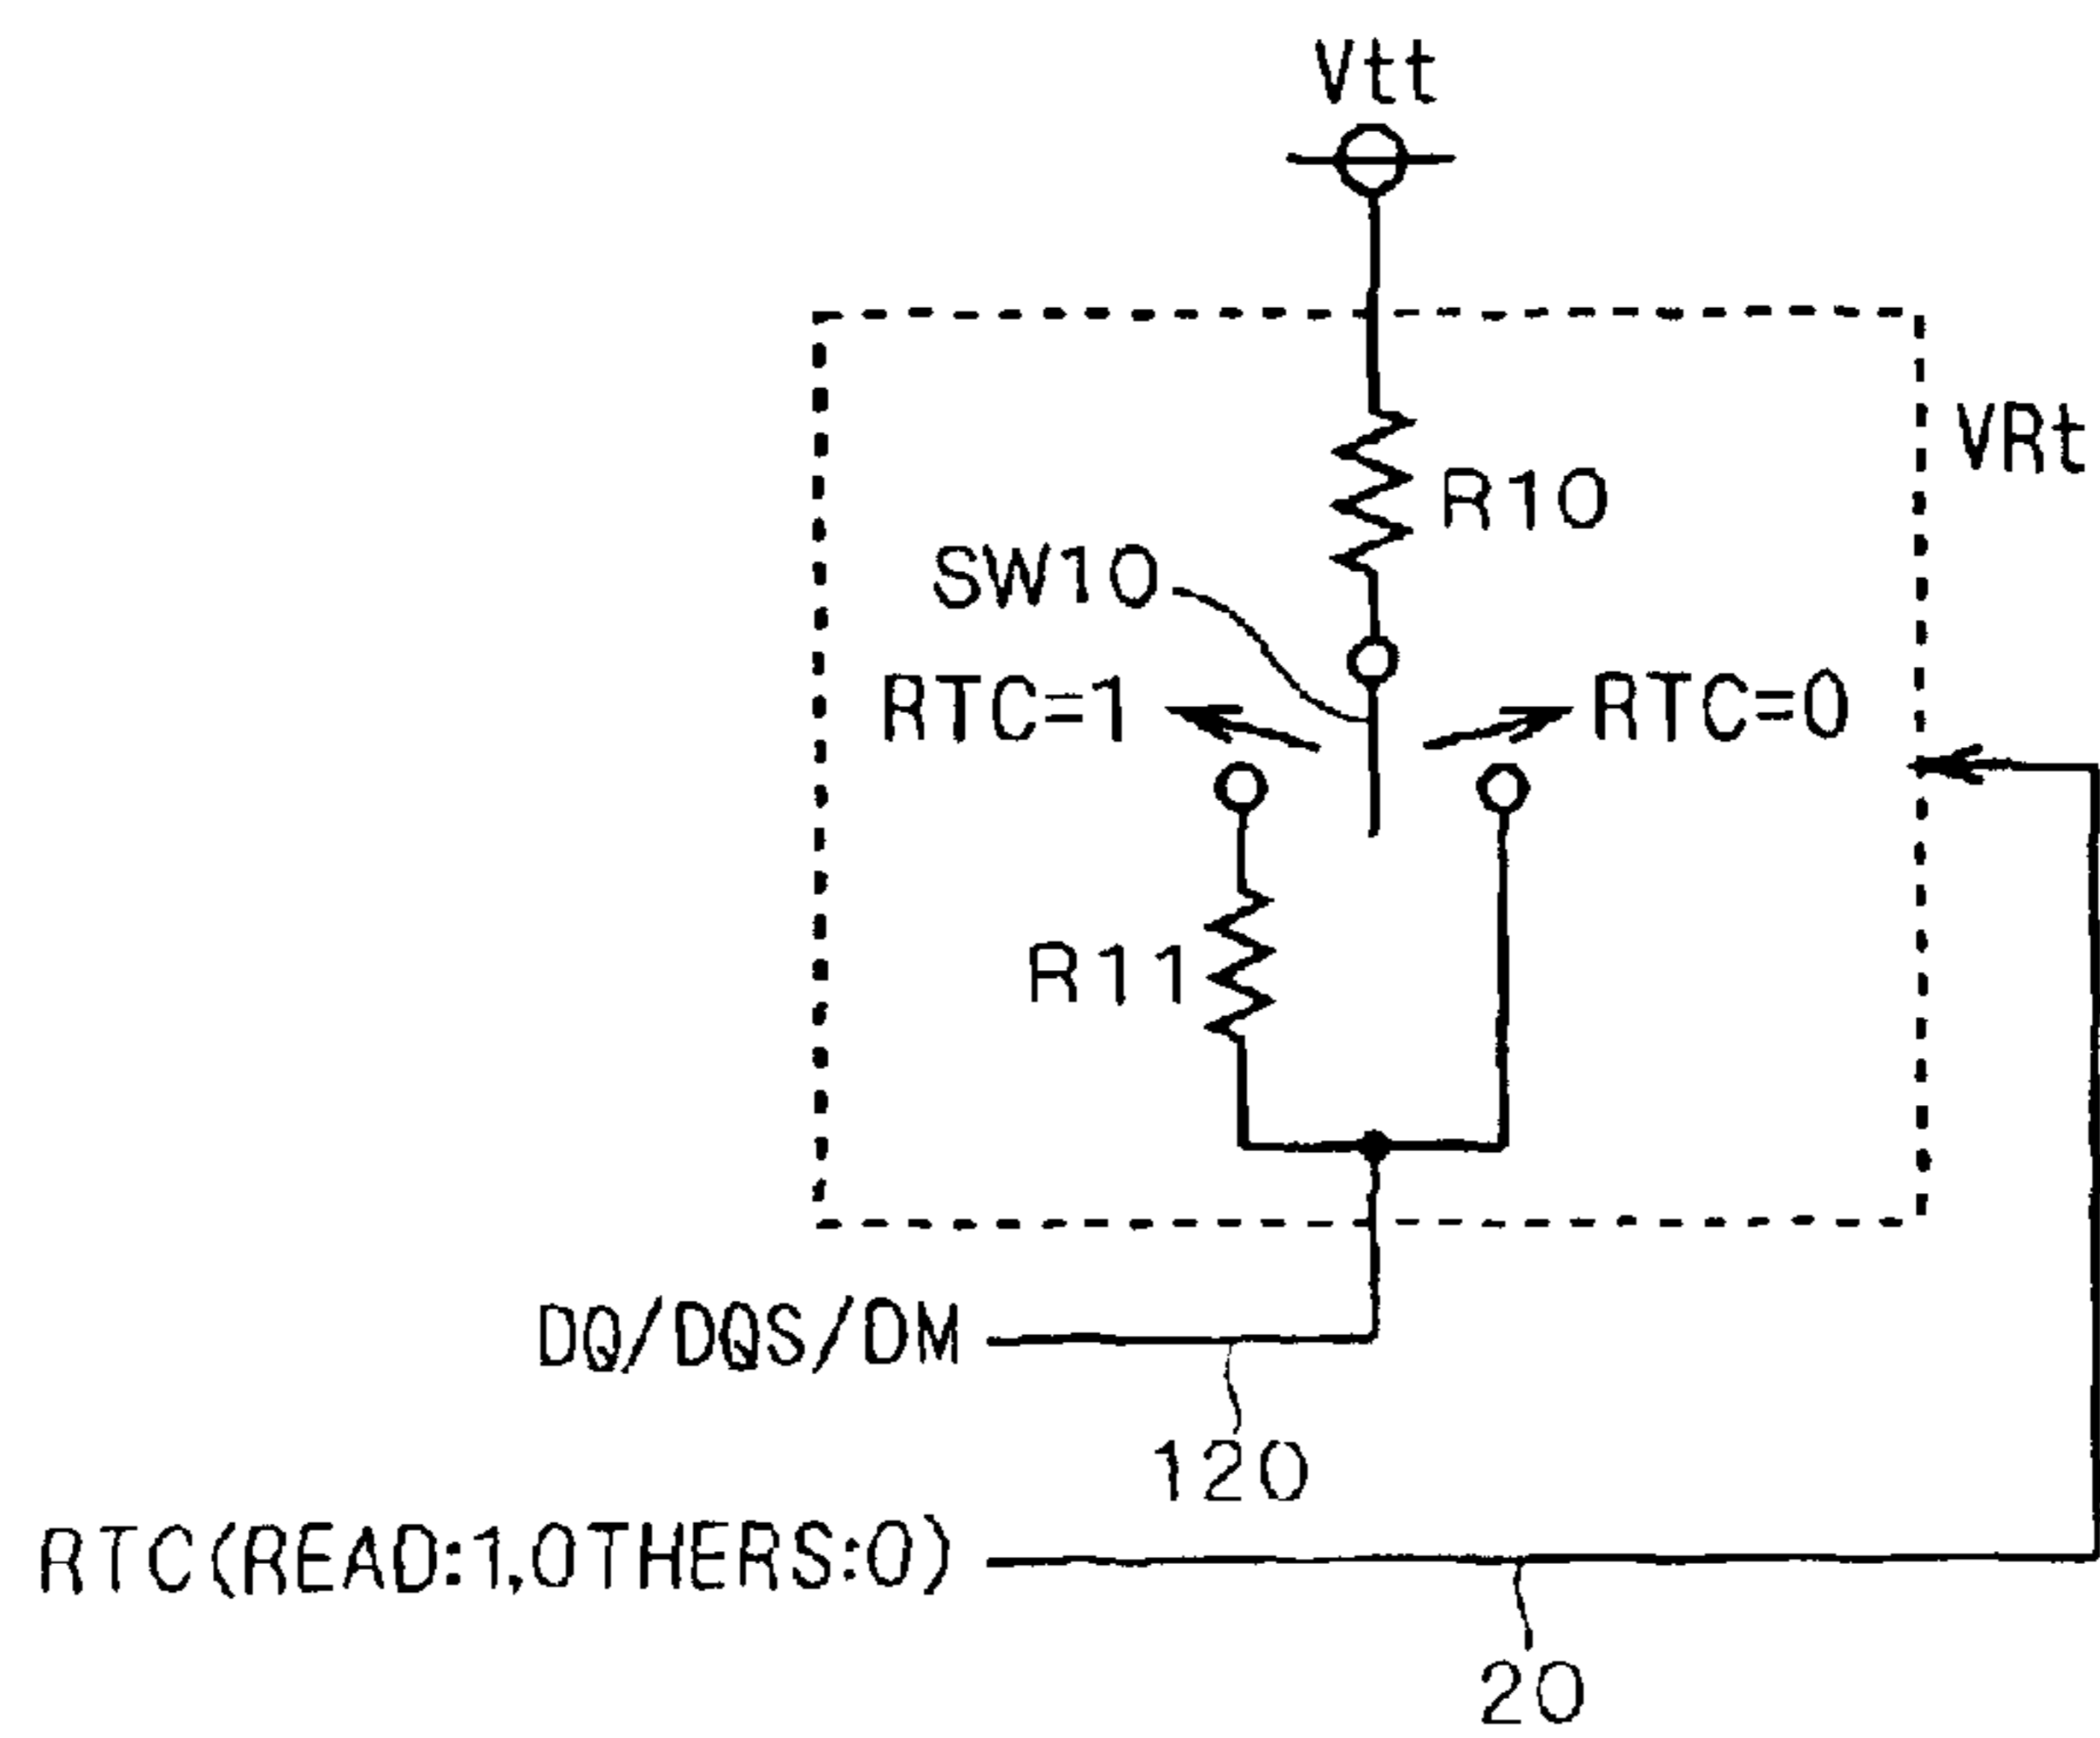 Vtt
VRt
R10
SW10
RTC=1
RTC=0
R11
DQ/DQS/DM
120
RTC(READ:1,OTHERS:0)
20